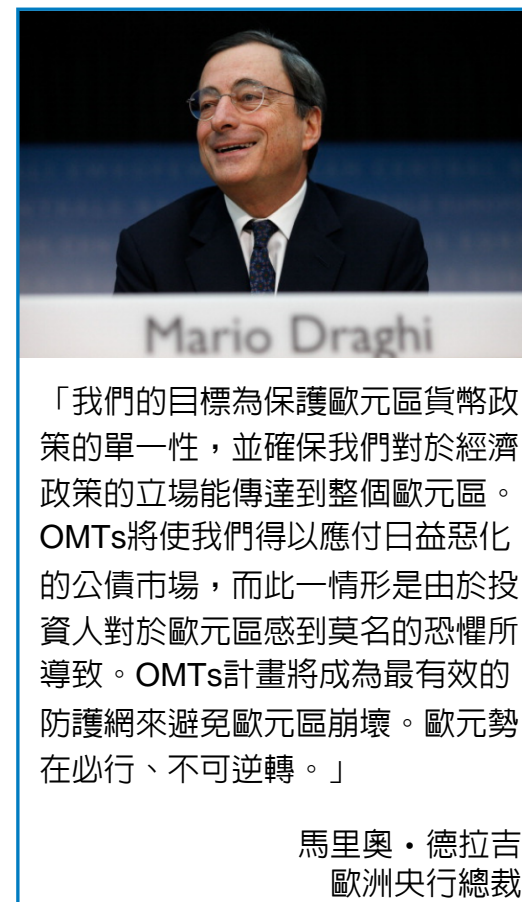 Mario Draghi
「我們的目標為保護歐元區貨幣政
策的單一性，並確保我們對於經濟
政策的立場能傳達到整個歐元區。
OMTs將使我們得以應付日益惡化
的公債市場，而此一情形是由於投
資人對於歐元區感到莫名的恐懼所
導致。OMTs計畫將成為最有效的
防護網來避免歐元區崩壞。歐元勢
在必行、不可逆轉。」
馬里奧·德拉吉
歐洲央行總裁